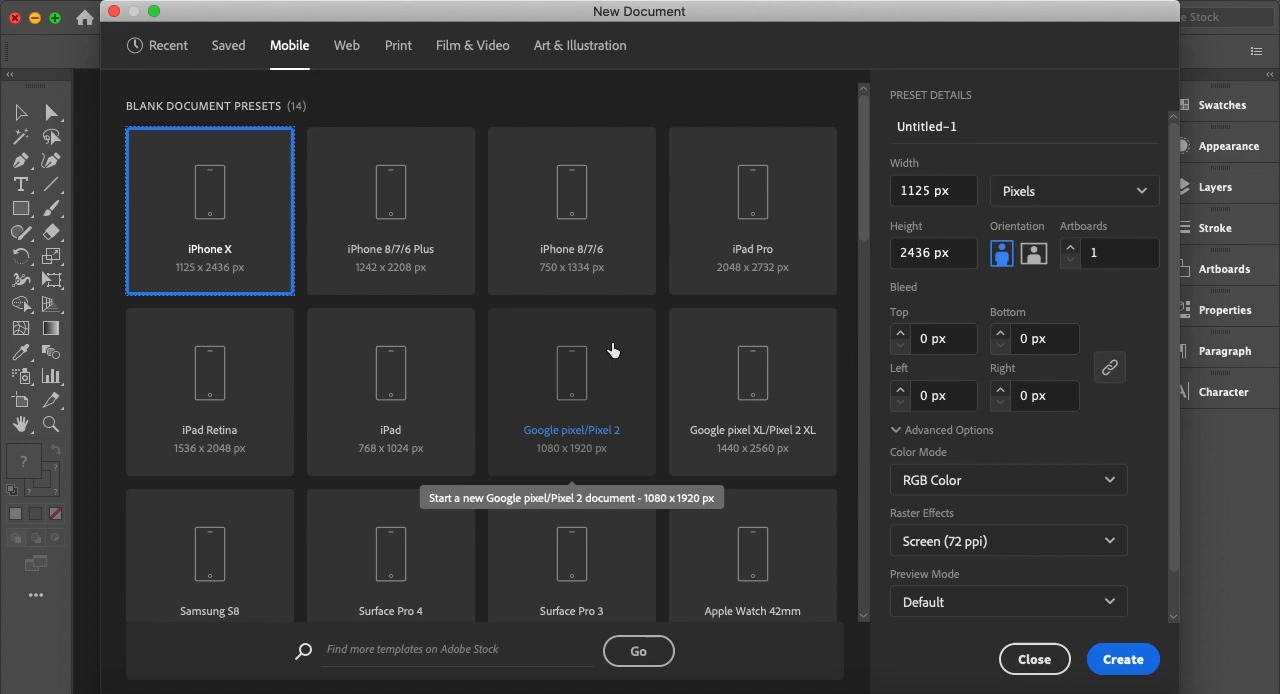 New Document
e Stock
Recent
Saved
Mobile
Web
Print
Film & Video
Art & Illustration
BLANK DOCUMENT PRESETS (14)
iPhone X
1125 x 2436 px
iPhone 8/7/6 Plus
1242 x 2208 px
iPhone 8/7/6
750 x 1334 px
iPad Pro
2048 x 2732 px
iPad Retina
1536 x 2048 px
iPad
768 x 1024 px
Google pixel/Pixel 2
1080 x 1920 px
Google pixel XL/Pixel 2 XL
1440 x 2560 px
Start a new Google pixel/Pixel 2 document - 1080 x 1920 px
Samsung S8
Surface Pro 4
Surface Pro 3
Apple Watch 42mm
Find more templates on Adobe Stock
Go
PRESET DETAILS
Untitled-1
Width
1125 px
Pixels
Height
Orientation
Artboards
2436 px
1
Bleed
Top
Bottom
0 px
0 px
Left
Right
0 px
0 px
Advanced Options
Color Mode
RGB Color
Raster Effects
Screen (72 ppi)
Preview Mode
Default
Close
Create
Swatches
Appearance
Layers
Stroke
Artboards
Properties
Paragraph
Character